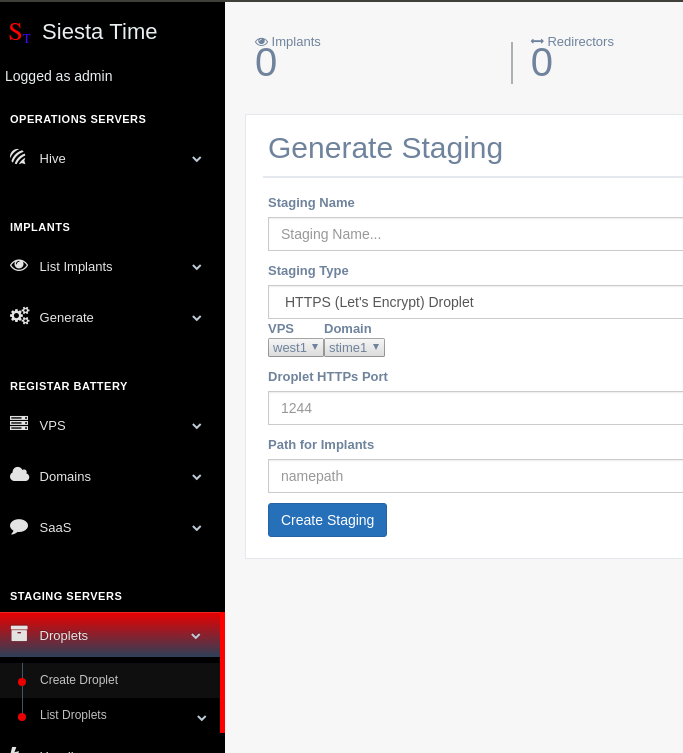 ST Siesta Time
Logged as admin
OPERATIONS SERVERS
Hive
IMPLANTS
List Implants
Generate
REGISTAR BATTERY
VPS
Domains
SaaS
STAGING SERVERS
Droplets
Create Droplet
List Droplets
Implants
0
Redirectors
0
Generate Staging
Staging Name
Staging Name...
Staging Type
HTTPS (Let's Encrypt) Droplet
VPS Domain
west1 stime1
Droplet HTTPs Port
1244
Path for Implants
namepath
Create Staging